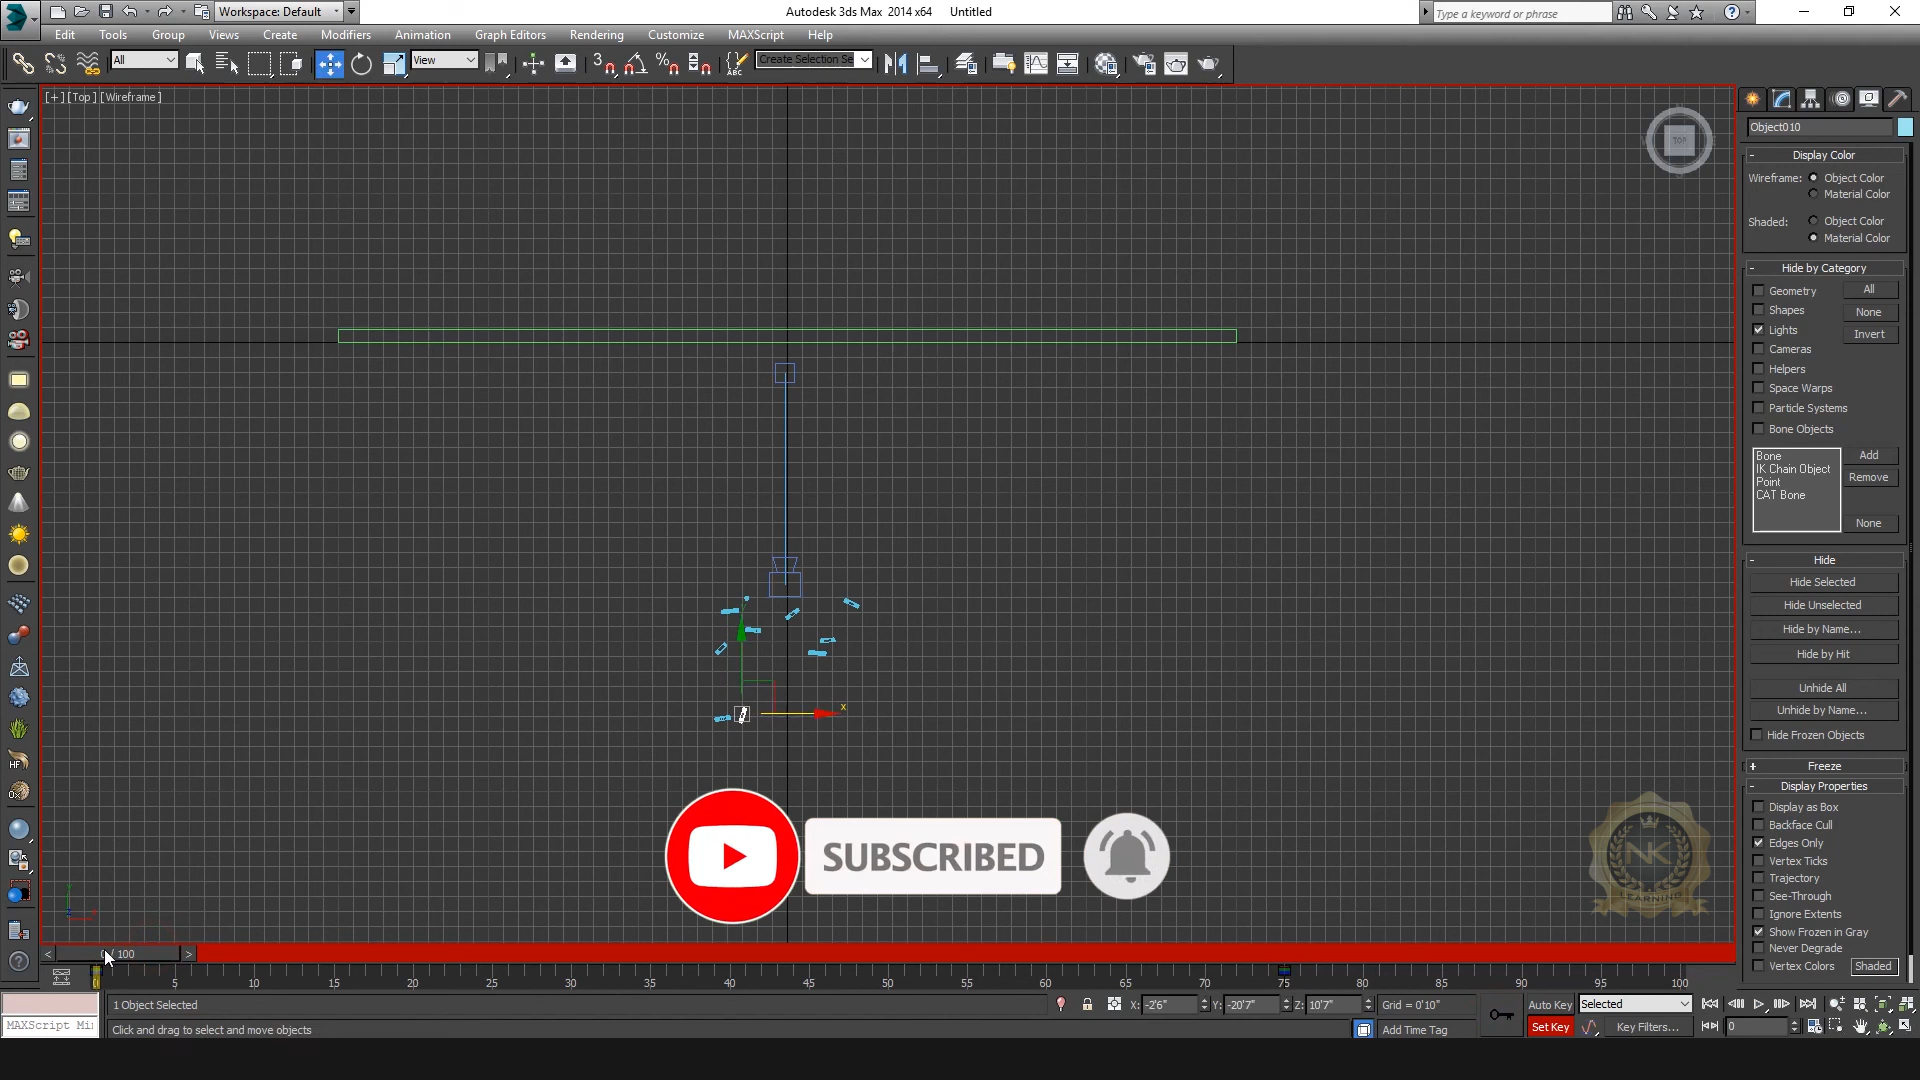 Workspace: Default
Autodesk 3ds Max 2014 x64 Untitled
Type a keyword or phrase
Edit Tools Group Views Create Modifiers Animation Graph Editors Rendering Customize MAXScript Help
All
View
Create Selection Se
[+] [Top] [Wireframe]
TOP
Object010
Display Color
Wireframe: Object Color
Material Color
Shaded: Object Color
Material Color
Hide by Category
Geometry All
Shapes None
Lights Invert
Cameras
Helpers
Space Warps
Particle Systems
Bone Objects
Bone Add
IK Chain Object Remove
Point
CAT Bone
None
Hide
Hide Selected
Hide Unselected
Hide by Name...
Hide by Hit
Unhide All
Unhide by Name...
Hide Frozen Objects
Freeze
Display Properties
Display as Box
Backface Cull
Edges Only
Vertex Ticks
Trajectory
See-Through
Ignore Extents
Show Frozen in Gray
Never Degrade
Vertex Colors Shaded
x
SUBSCRIBED
NK
LEARNING
/ 100
5 10 15 20 25 30 35 40 45 50 55 60 65 70 75 80 85 90 95 100
1 Object Selected X: -2'6" Y: -20'7" Z: 10'7" Grid = 0'10" Auto Key Selected
MAXScript Mi Click and drag to select and move objects Add Time Tag Set Key Key Filters... 0